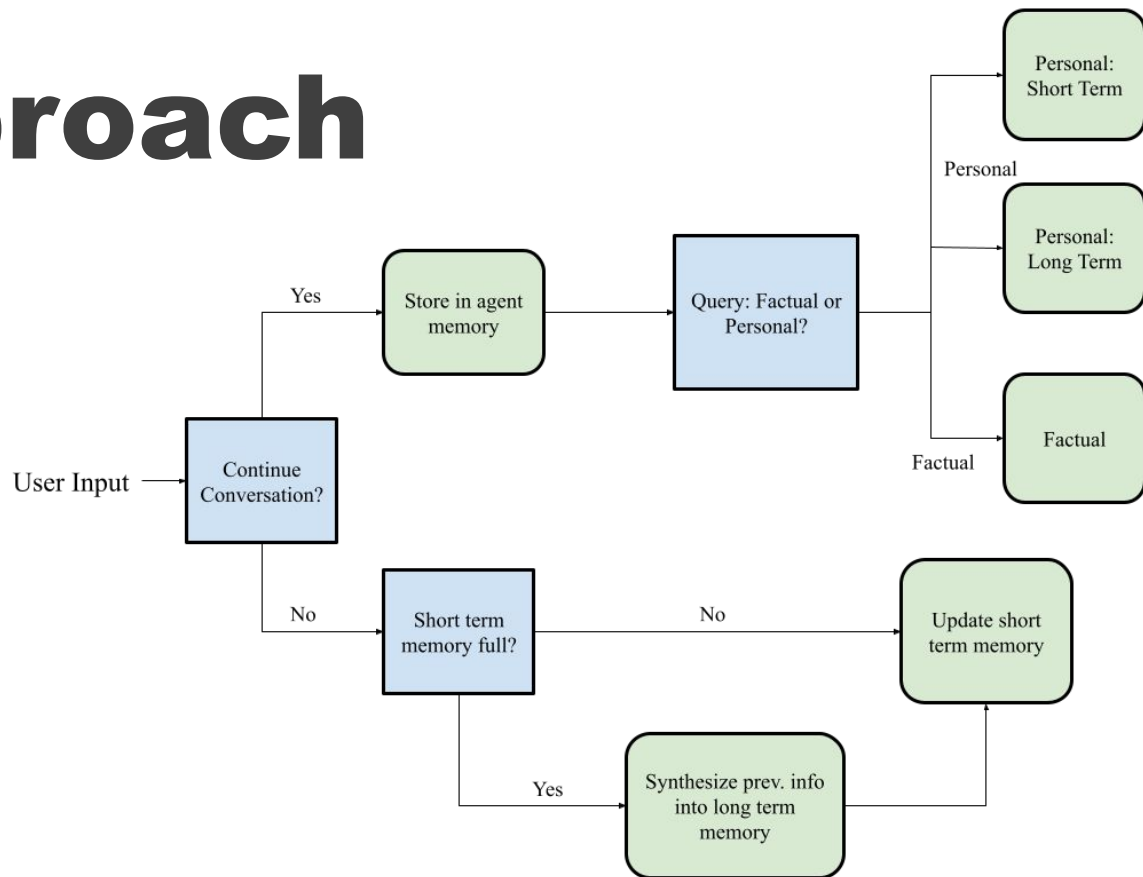 proach
Personal:
Short Term
Personal
Personal:
Long Term
Yes
Store in agent
memory
Query: Factual or
Personal?
Factual
Factual
User Input
Continue
Conversation?
No
Short term
memory full?
No
Update short
term memory
Yes
Synthesize prev. info
into long term
memory